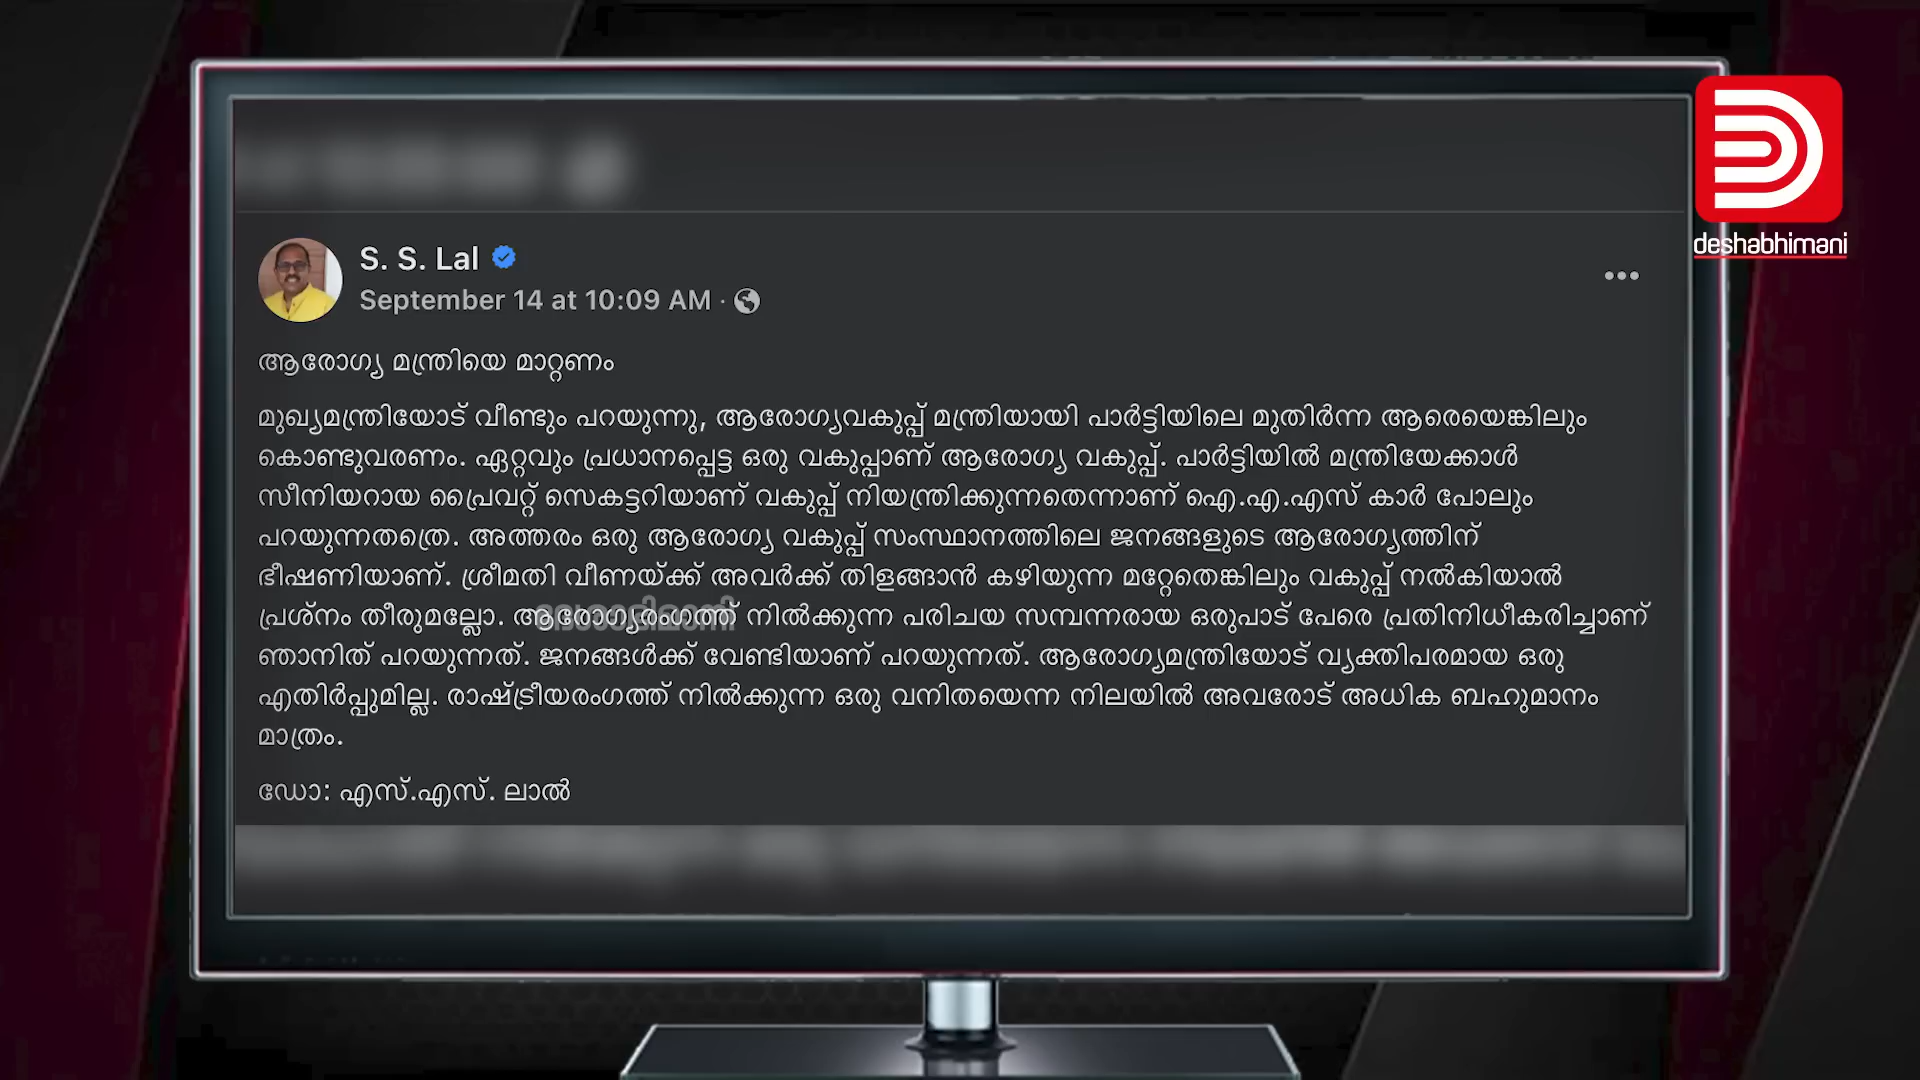 deshabhimani
S. S. Lal
September 14 at 10:09 AM ·
ആരോഗ്യ മന്ത്രിയെ മാറ്റണം
മുഖ്യമന്ത്രിയോട് വീണ്ടും പറയുന്നു, ആരോഗ്യവകുപ്പ് മന്ത്രിയായി പാർട്ടിയിലെ മുതിർന്ന ആരെയെങ്കിലും
കൊണ്ടുവരണം. ഏറ്റവും പ്രധാനപ്പെട്ട ഒരു വകുപ്പാണ് ആരോഗ്യ വകുപ്പ്. പാർട്ടിയിൽ മന്ത്രിയേക്കാൾ
സീനിയറായ പ്രൈവറ്റ് സെകട്ടറിയാണ് വകുപ്പ് നിയന്ത്രിക്കുന്നതെന്നാണ് ഐ.എ.എസ് കാർ പോലും
പറയുന്നതത്രെ. അത്തരം ഒരു ആരോഗ്യ വകുപ്പ് സംസ്ഥാനത്തിലെ ജനങ്ങളുടെ ആരോഗ്യത്തിന്
ഭീഷണിയാണ്. ശ്രീമതി വീണയ്ക്ക് അവർക്ക് തിളങ്ങാൻ കഴിയുന്ന മറ്റേതെങ്കിലും വകുപ്പ് നൽകിയാൽ
പ്രശ്നം തീരുമല്ലോ. ആരോഗ്യരംഗത്ത് നിൽക്കുന്ന പരിചയ സമ്പന്നരായ ഒരുപാട് പേരെ പ്രതിനിധീകരിച്ചാണ്
ഞാനിത് പറയുന്നത്. ജനങ്ങൾക്ക് വേണ്ടിയാണ് പറയുന്നത്. ആരോഗ്യമന്ത്രിയോട് വ്യക്തിപരമായ ഒരു
എതിർപ്പുമില്ല. രാഷ്ട്രീയരംഗത്ത് നിൽക്കുന്ന ഒരു വനിതയെന്ന നിലയിൽ അവരോട് അധിക ബഹുമാനം
മാത്രം.
ഡോ: എസ്.എസ്. ലാൽ